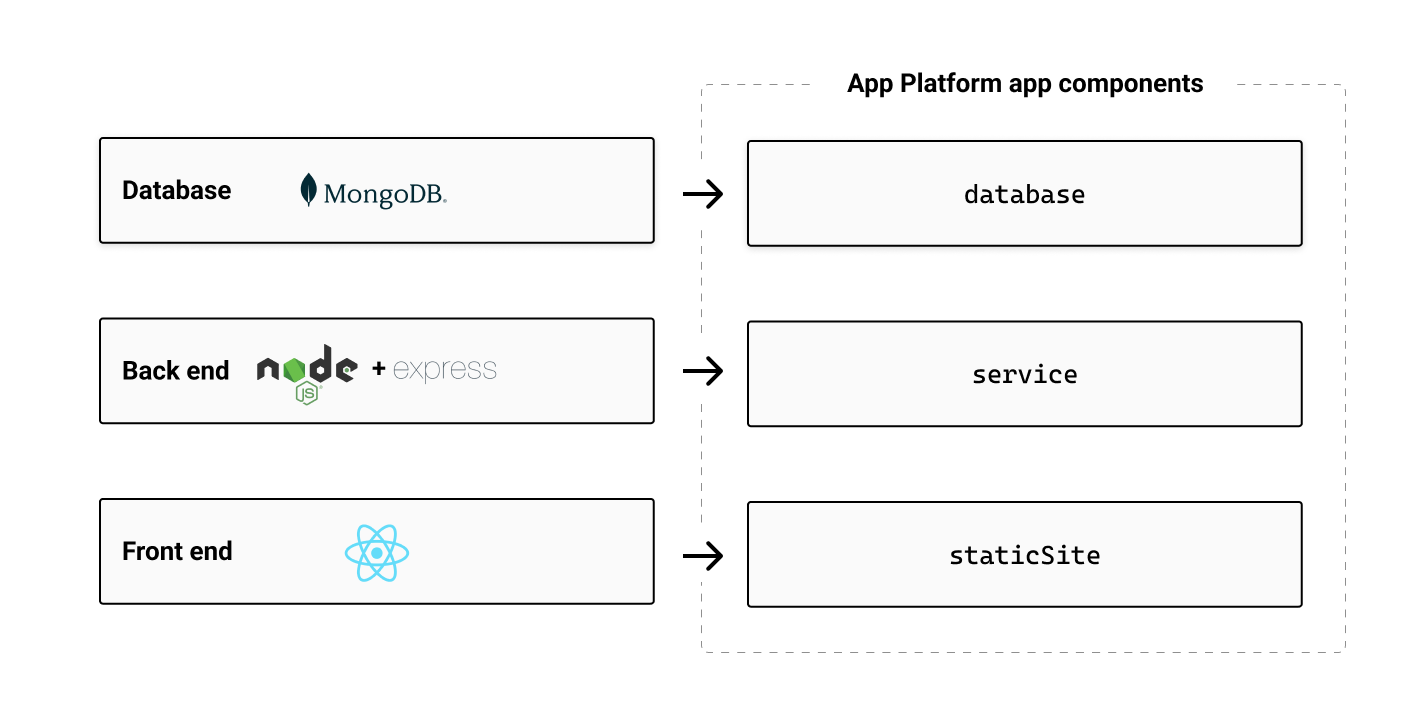 App Platform app components
Database MongoDB®
database
Back end node JS® + express
service
Front end
staticSite